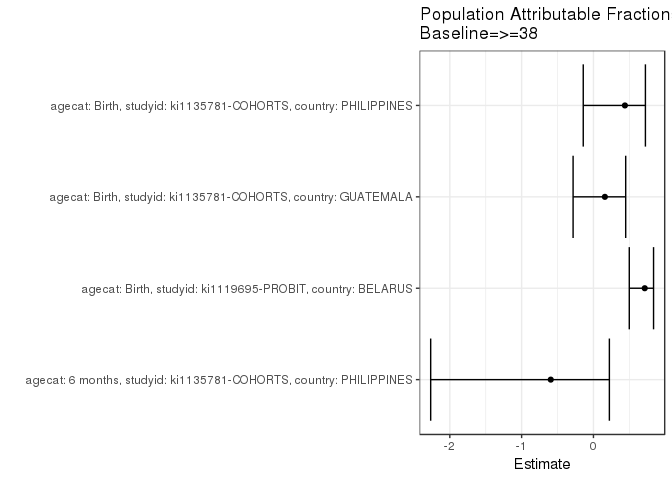 Population Attributable Fraction
Baseline=>=38
agecat: Birth, studyid: ki1135781-COHORTS, country: PHILIPPINES
agecat: Birth, studyid: ki1135781-COHORTS, country: GUATEMALA
agecat: Birth, studyid: ki1119695-PROBIT, country: BELARUS
agecat: 6 months, studyid: ki1135781-COHORTS, country: PHILIPPINES
-2 -1 0
Estimate